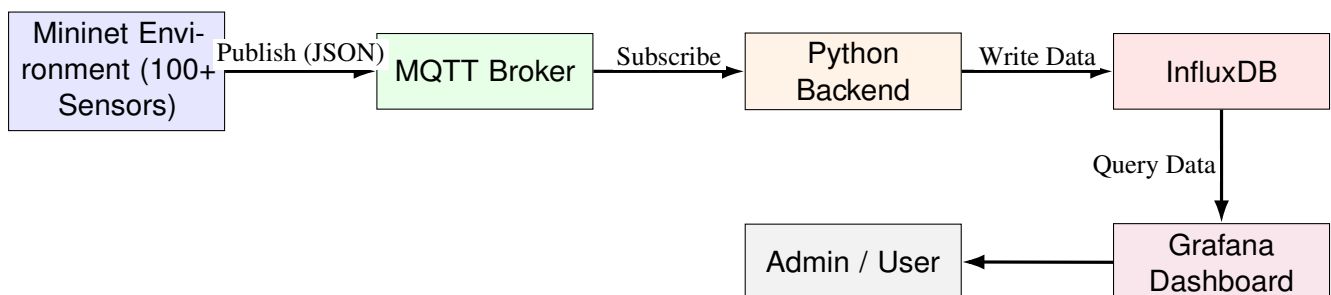 Mininet Envi-
ronment (100+
Sensors)
Publish (JSON)
MQTT Broker
Subscribe
Python
Backend
Write Data
InfluxDB
Query Data
Admin / User
Grafana
Dashboard